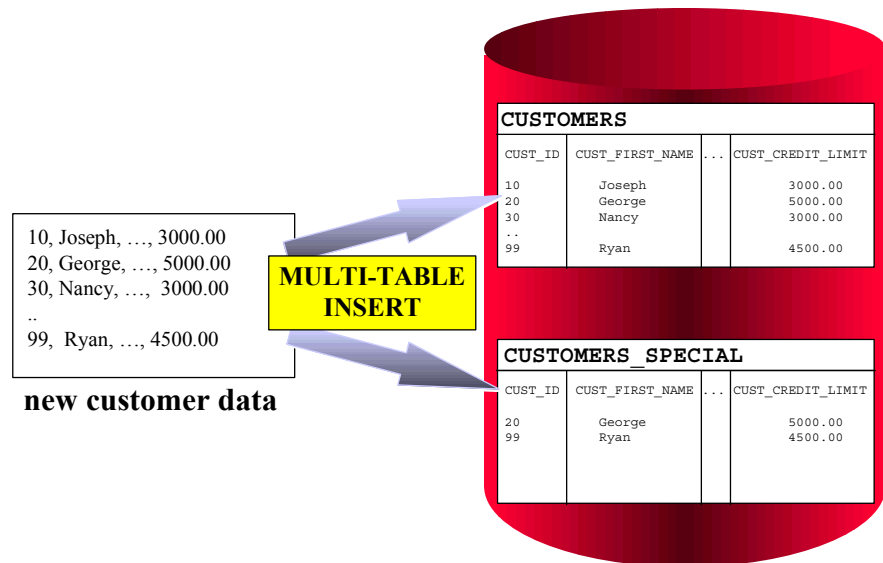 10, Joseph, …, 3000.00
20, George, …, 5000.00
30, Nancy, …,  3000.00
..
99,  Ryan, …, 4500.00
new customer data
MULTI-TABLE
INSERT
CUSTOMERS
CUST_ID CUST_FIRST_NAME ... CUST_CREDIT_LIMIT
10 Joseph 3000.00
20 George 5000.00
30 Nancy 3000.00
..
99 Ryan 4500.00
CUSTOMERS_SPECIAL
CUST_ID CUST_FIRST_NAME ... CUST_CREDIT_LIMIT
20 George 5000.00
99 Ryan 4500.00